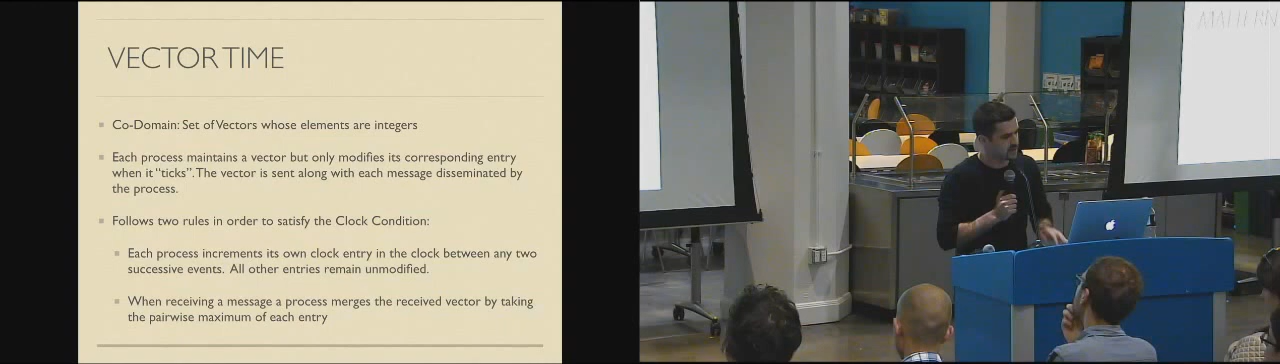 VECTOR TIME
Co-Domain: Set of Vectors whose elements are integers
Each process maintains a vector but only modifies its corresponding entry
when it "ticks". The vector is sent along with each message disseminated by
the process.
Follows two rules in order to satisfy the Clock Condition:
Each process increments its own clock entry in the clock between any two
successive events. All other entries remain unmodified.
When receiving a message a process merges the received vector by taking
the pairwise maximum of each entry
MATTERN